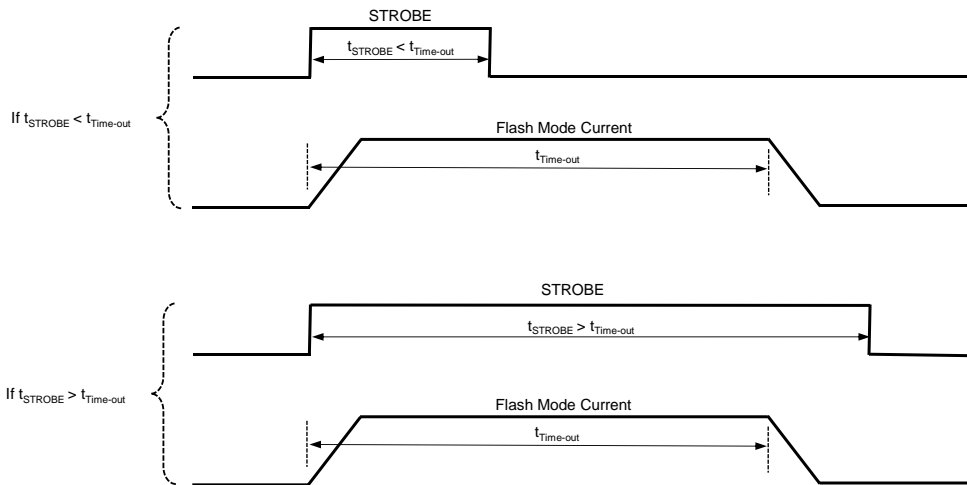 STROBE
tSTROBE < tTime-out
If tSTROBE < tTime-out
Flash Mode Current
tTime-out
STROBE
tSTROBE > tTime-out
If tSTROBE > tTime-out
Flash Mode Current
tTime-out